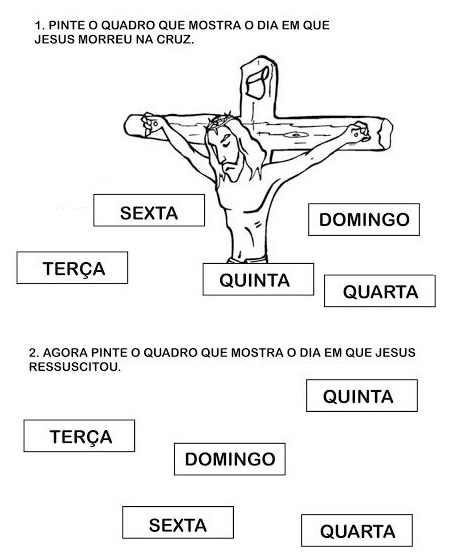 1. PINTE O QUADRO QUE MOSTRA O DIA EM QUE
JESUS MORREU NA CRUZ.
SEXTA
DOMINGO
TERÇA
QUINTA
QUARTA
2. AGORA PINTE O QUADRO QUE MOSTRA O DIA EM QUE JESUS
RESSUSCITOU.
QUINTA
TERÇA
DOMINGO
SEXTA
QUARTA